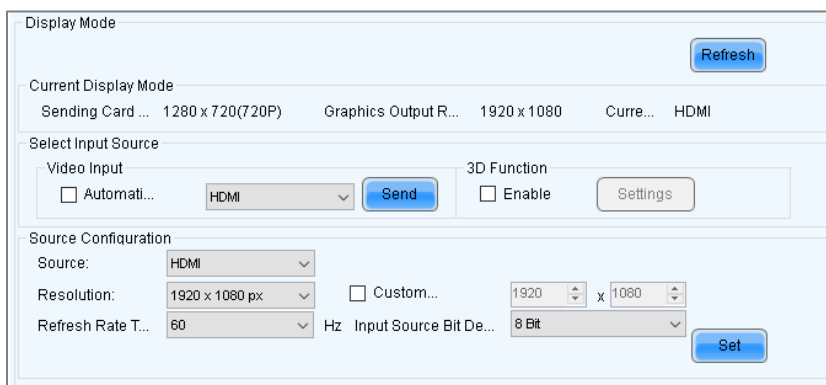 Display Mode
Refresh
Current Display Mode
Sending Card ... 1280 x 720(720P) Graphics Output R... 1920 x 1080 Curre... HDMI
Select Input Source
Video Input 3D Function
Automati... HDMI Send Enable Settings
Source Configuration
Source: HDMI
Resolution: 1920 x 1080 px Custom... 1920 x 1080
Refresh Rate T... 60 Hz Input Source Bit De... 8 Bit
Set